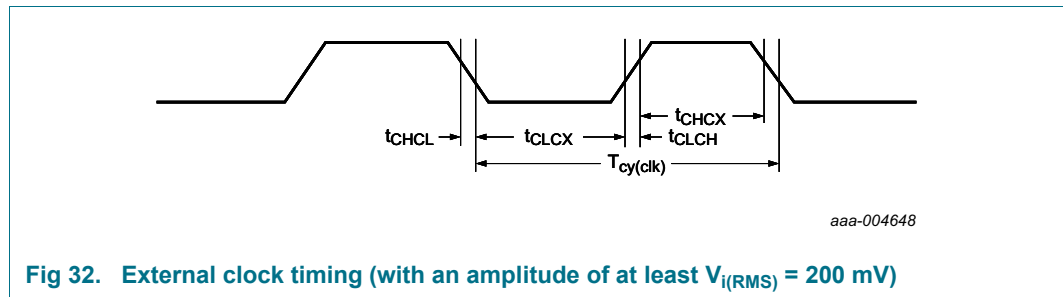 tCHCX
tCHCL tCLCX tCLCH
Tcy(clk)
aaa-004648
Fig 32. External clock timing (with an amplitude of at least Vi(RMS) = 200 mV)